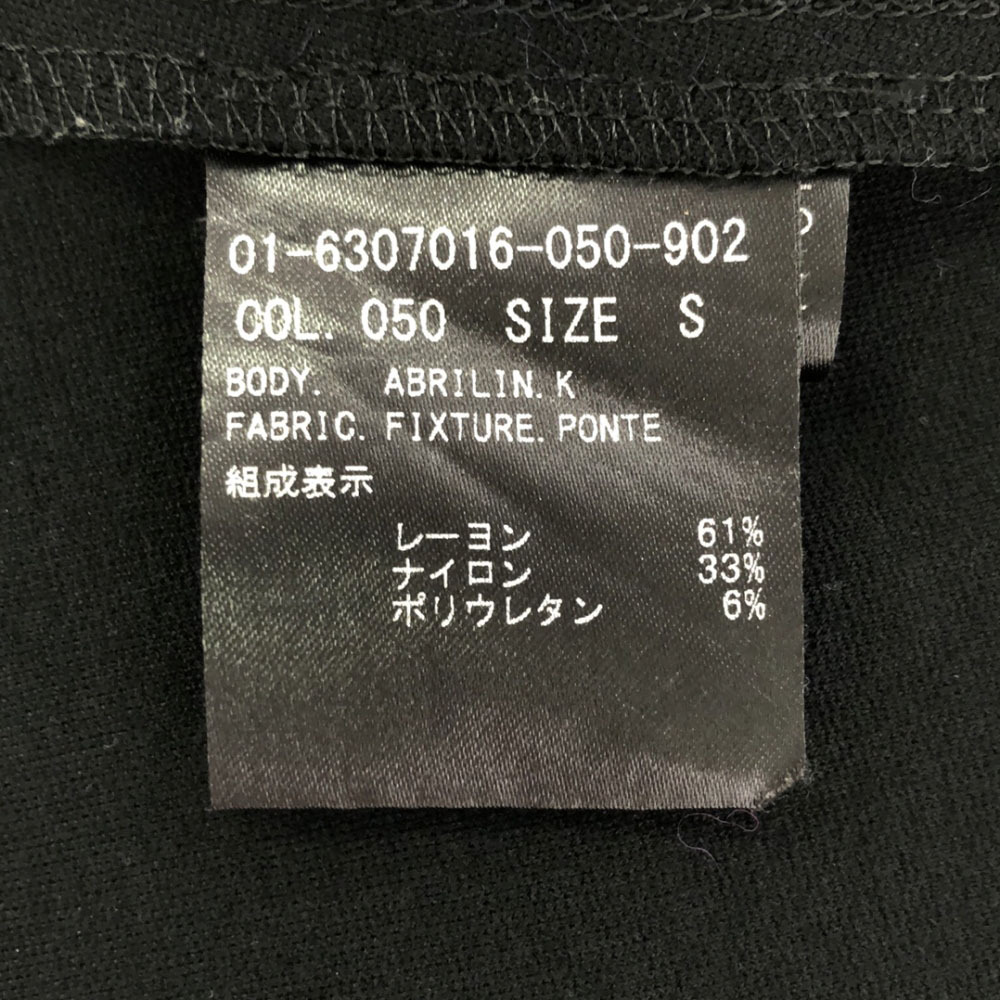 01-6307016-050-902
COL. 050 SIZE S
BODY. ABRILIN.K
FABRIC. FIXTURE.PONTE
組成表示
レーヨン 61%
ナイロン 33%
ポリウレタン 6%